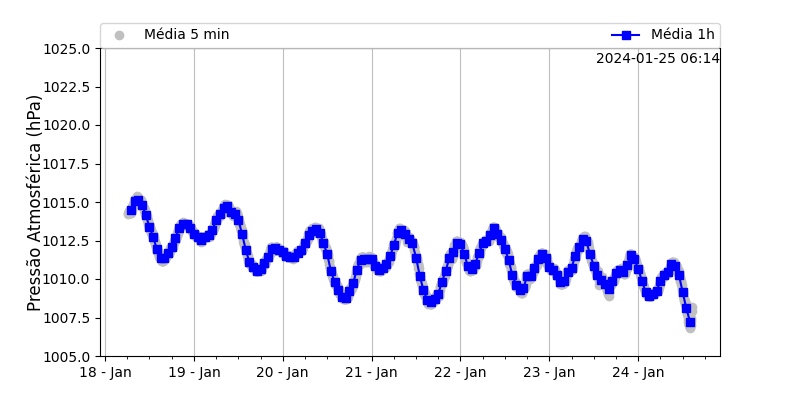 Média 5 min
Média 1h
2024-01-25 06:14
Pressão Atmosférica (hPa)
1025.0
1022.5
1020.0
1017.5
1015.0
1012.5
1010.0
1007.5
1005.0
18 - Jan
19 - Jan
20 - Jan
21 - Jan
22 - Jan
23 - Jan
24 - Jan